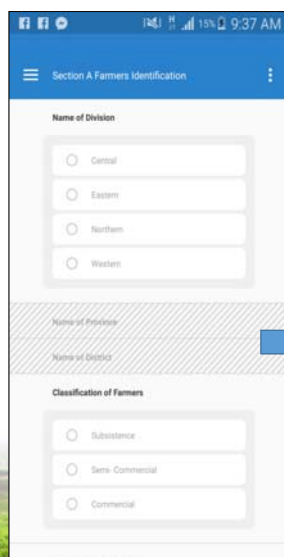 15% 9:37 AM
Section A Farmers Identification
Name of Division
Central
Eastern
Northern
Western
Name of Province
Name of District
Classification of Farmers
Subsistence
Semi- Commercial
Commercial